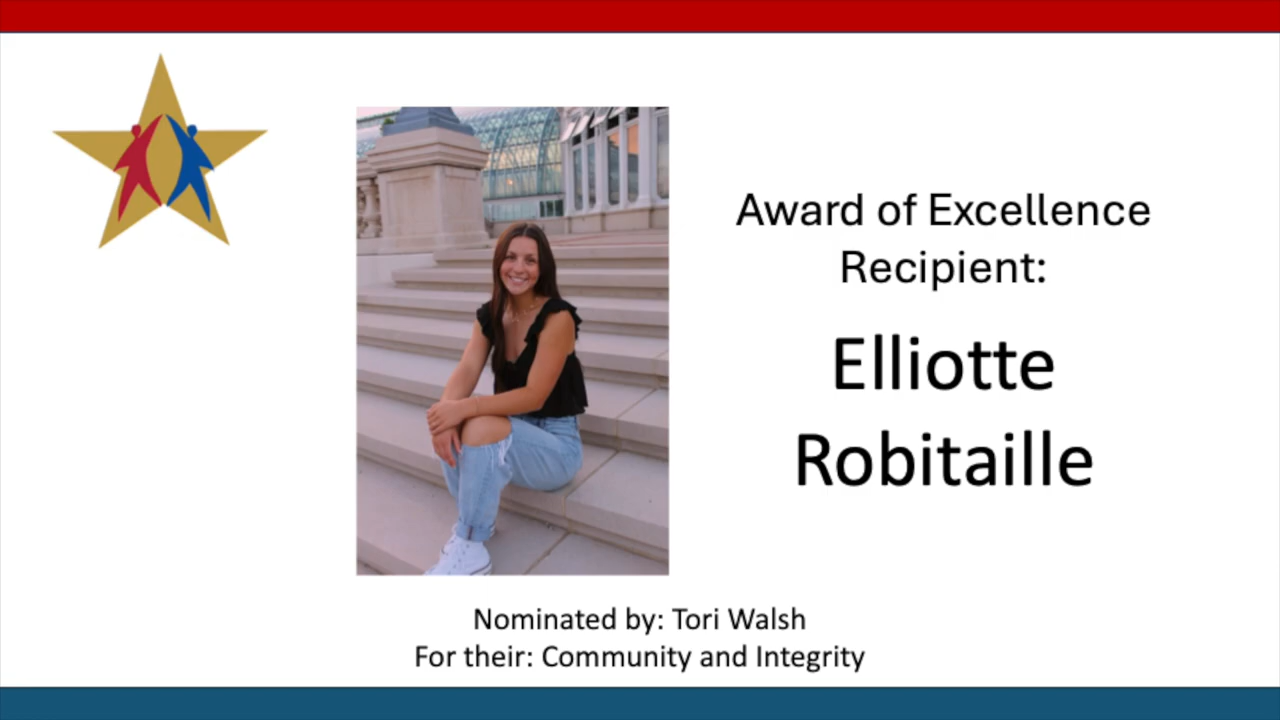 Award of Excellence
Recipient:
Elliotte
Robitaille
Nominated by: Tori Walsh
For their: Community and Integrity